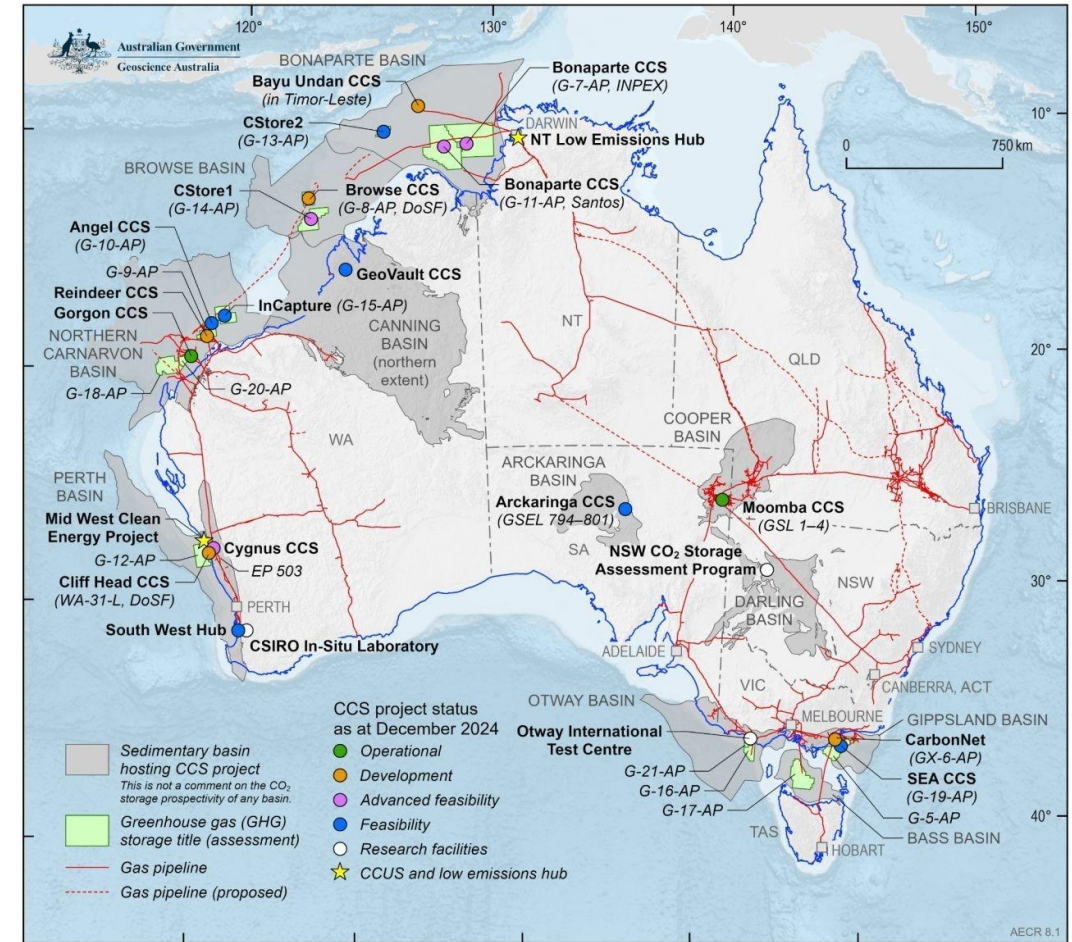 120°
130°
140°
150°
Australian Government
Geoscience Australia
BONAPARTE BASIN
Bayu Undan CCS
(in Timor-Leste)
Bonaparte CCS
(G-7-AP, INPEX)
10°
CStore2
(G-13-AP)
DARWIN
NT Low Emissions Hub
0
750 km
BROWSE BASIN
CStore1
(G-14-AP)
Browse CCS
(G-8-AP, DoSF)
Bonaparte CCS
(G-11-AP, Santos)
Angel CCS
(G-10-AP)
G-9-AP
Reindeer CCS
Gorgon CCS
GeoVault CCS
InCapture (G-15-AP)
NORTHERN
CARNARVON
BASIN
G-18-AP
G-20-AP
CANNING
BASIN
(northern
extent)
NT
QLD
20°
WA
COOPER
BASIN
ARCKARINGA
BASIN
Arckaringa CCS
(GSEL 794–801)
SA
Moomba CCS
(GSL 1–4)
BRISBANE
PERTH
BASIN
Mid West Clean
Energy Project
G-12-AP
Cygnus CCS
EP 503
Cliff Head CCS
(WA-31-L, DoSF)
PERTH
South West Hub
CSIRO In-Situ Laboratory
NSW CO₂ Storage
Assessment Program
NSW
30°
DARLING
BASIN
ADELAIDE
SYDNEY
CANBERRA, ACT
VIC
OTWAY BASIN
MELBOURNE
GIPPSLAND BASIN
Otway International
Test Centre
CarbonNet
(GX-6-AP)
G-21-AP
G-16-AP
G-17-AP
SEA CCS
(G-19-AP)
G-5-AP
BASS BASIN
TAS
HOBART
40°
Sedimentary basin
hosting CCS project
This is not a comment on the CO₂
storage prospectivity of any basin.
Greenhouse gas (GHG)
storage title (assessment)
Gas pipeline
Gas pipeline (proposed)
CCS project status
as at December 2024
Operational
Development
Advanced feasibility
Feasibility
Research facilities
CCUS and low emissions hub
AECR 8.1